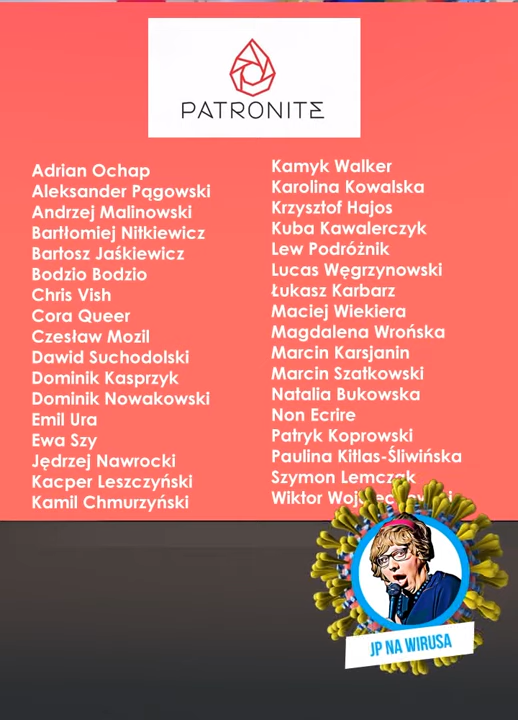 PATRONITE
Adrian Ochap
Aleksander Pągowski
Andrzej Malinowski
Bartłomiej Nitkiewicz
Bartosz Jaśkiewicz
Bodzio Bodzio
Chris Vish
Cora Queer
Czesław Mozil
Dawid Suchodolski
Dominik Kasprzyk
Dominik Nowakowski
Emil Ura
Ewa Szy
Jędrzej Nawrocki
Kacper Leszczyński
Kamil Chmurzyński
Kamyk Walker
Karolina Kowalska
Krzysztof Hajos
Kuba Kawalerczyk
Lew Podróżnik
Lucas Węgrzynowski
Łukasz Karbarz
Maciej Wiekiera
Magdalena Wrońska
Marcin Karsjanin
Marcin Szatkowski
Natalia Bukowska
Non Ecrire
Patryk Koprowski
Paulina Kitlas-Śliwińska
Szymon Lemczak
Wiktor
JP NA WIRUSA